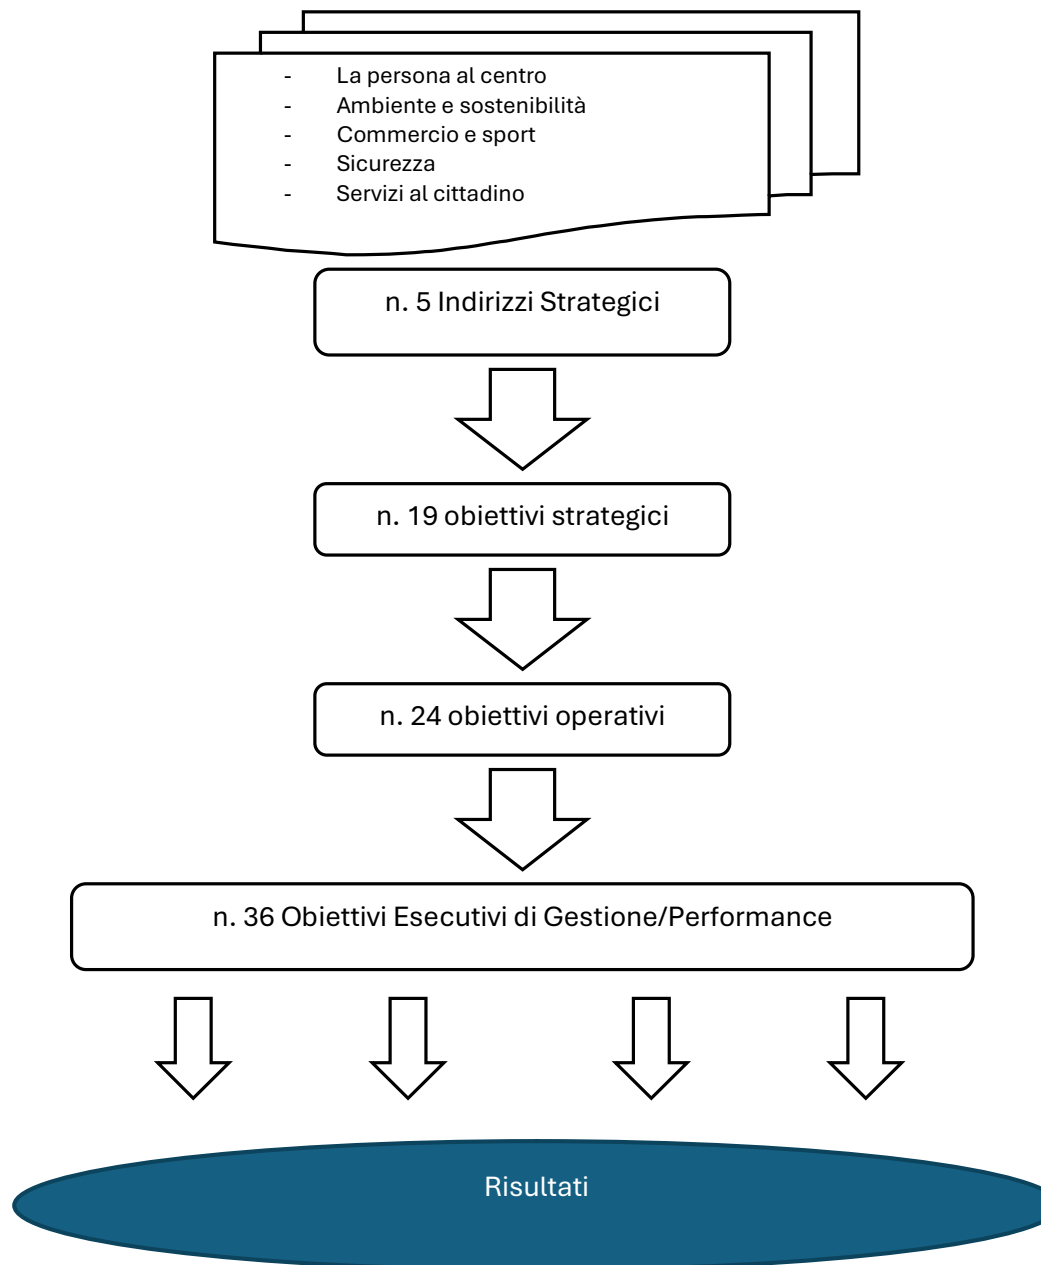 - La persona al centro
- Ambiente e sostenibilità
- Commercio e sport
- Sicurezza
- Servizi al cittadino
n. 5 Indirizzi Strategici
n. 19 obiettivi strategici
n. 24 obiettivi operativi
n. 36 Obiettivi Esecutivi di Gestione/Performance
Risultati